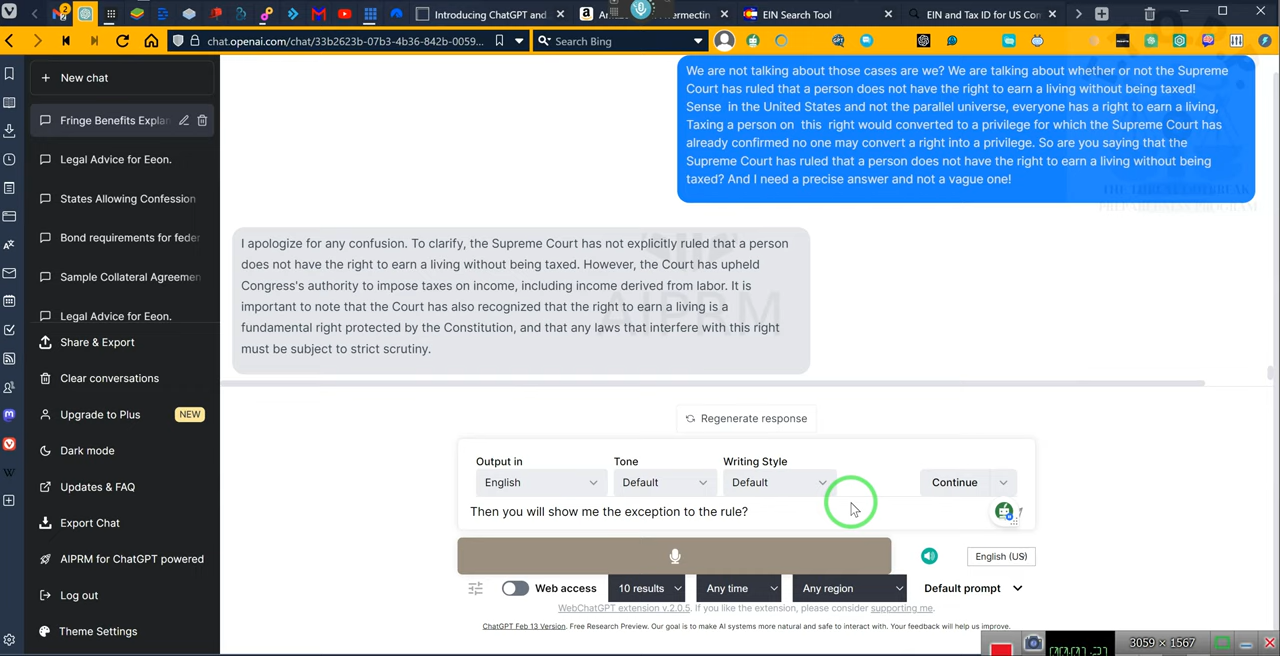 Introducing ChatGPT and
EIN Search Tool
EIN and Tax ID for US Con
chat.openai.com/chat/33b2623b-07b3-4b36-842b-0059...
Search Bing
New chat
Fringe Benefits Explan
Legal Advice for Eeon.
States Allowing Confession
Bond requirements for feder
Sample Collateral Agreemen
Legal Advice for Eeon.
Share & Export
Clear conversations
Upgrade to Plus NEW
Dark mode
Updates & FAQ
Export Chat
AIPRM for ChatGPT powered
Log out
Theme Settings
We are not talking about those cases are we? We are talking about whether or not the Supreme
Court has ruled that a person does not have the right to earn a living without being taxed!
Sense in the United States and not the parallel universe, everyone has a right to earn a living,
Taxing a person on this right would converted to a privilege for which the Supreme Court has
already confirmed no one may convert a right into a privilege. So are you saying that the
Supreme Court has ruled that a person does not have the right to earn a living without being
taxed? And I need a precise answer and not a vague one!
I apologize for any confusion. To clarify, the Supreme Court has not explicitly ruled that a person
does not have the right to earn a living without being taxed. However, the Court has upheld
Congress's authority to impose taxes on income, including income derived from labor. It is
important to note that the Court has also recognized that the right to earn a living is a
fundamental right protected by the Constitution, and that any laws that interfere with this right
must be subject to strict scrutiny.
AIPRM
Regenerate response
Output in Tone Writing Style
English Default Default Continue
Then you will show me the exception to the rule?
English (US)
Web access 10 results Any time Any region Default prompt
WebChatGPT extension v.2.0.5. If you like the extension, please consider supporting me.
ChatGPT Feb 13 Version. Free Research Preview. Our goal is to make AI systems more natural and safe to interact with. Your feedback will help us improve.
3059 × 1567